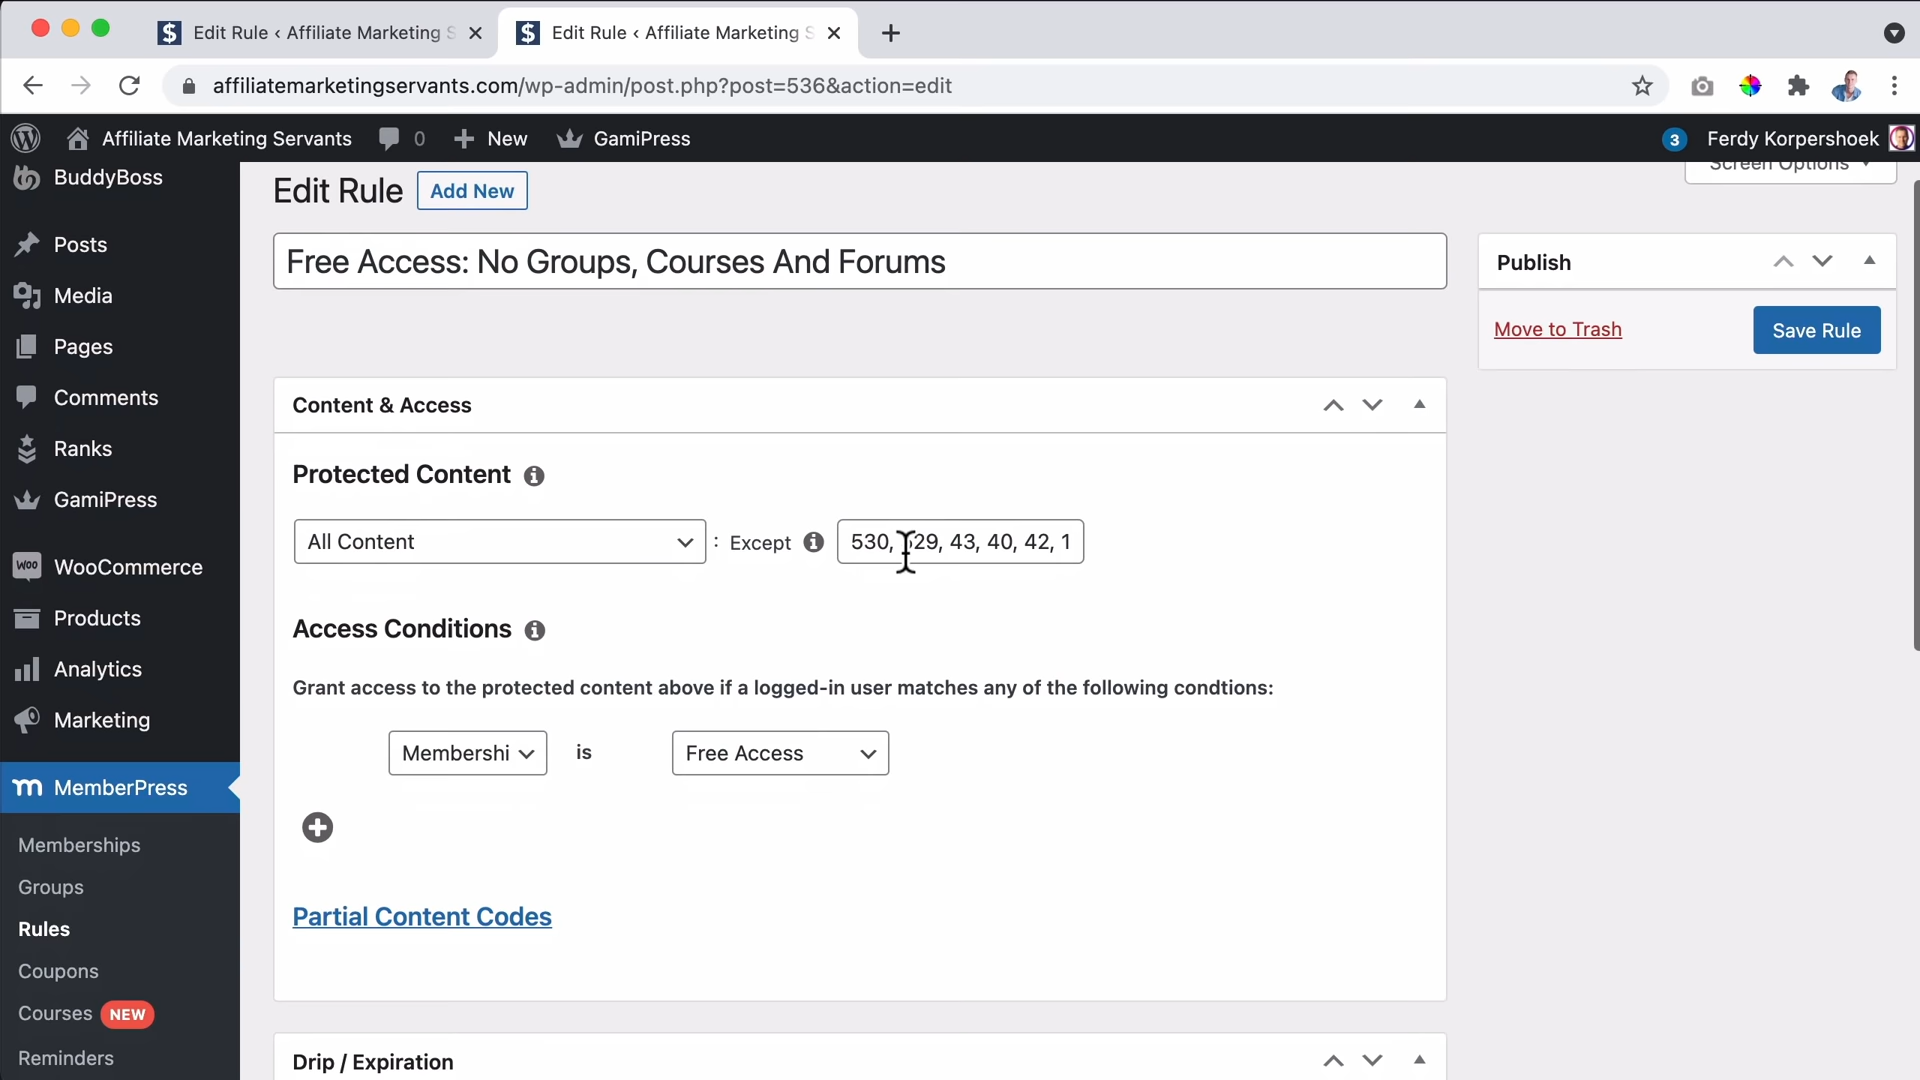 Edit Rule ‹ Affiliate Marketing S
Edit Rule ‹ Affiliate Marketing S
affiliatemarketingservants.com/wp-admin/post.php?post=536&action=edit
Affiliate Marketing Servants
0
New
GamiPress
3
Ferdy Korpershoek
BuddyBoss
Posts
Media
Pages
Comments
Ranks
GamiPress
woo WooCommerce
Products
Analytics
Marketing
MemberPress
Memberships
Groups
Rules
Coupons
Courses NEW
Reminders
Screen Options
Edit Rule
Add New
Free Access: No Groups, Courses And Forums
Publish
Move to Trash
Save Rule
Content & Access
Protected Content
All Content
: Except
530, 529, 43, 40, 42, 1
Access Conditions
Grant access to the protected content above if a logged-in user matches any of the following condtions:
Membershi
is
Free Access
Partial Content Codes
Drip / Expiration